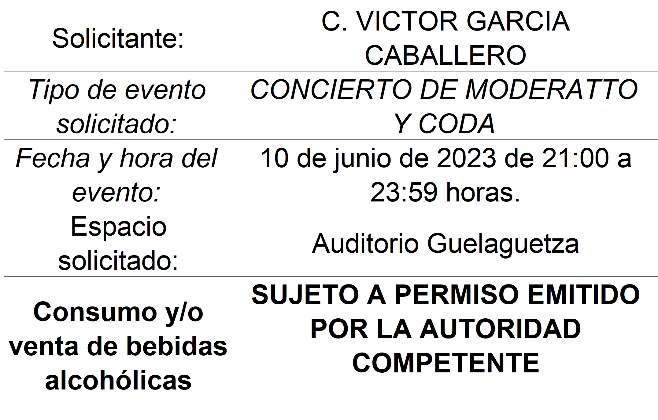 Solicitante:
C. VICTOR GARCIA
CABALLERO
Tipo de evento
solicitado:
CONCIERTO DE MODERATTO
Y CODA
Fecha y hora del
evento:
10 de junio de 2023 de 21:00 a
23:59 horas.
Espacio
solicitado:
Auditorio Guelaguetza
Consumo y/o
venta de bebidas
alcohólicas
SUJETO A PERMISO EMITIDO
POR LA AUTORIDAD
COMPETENTE